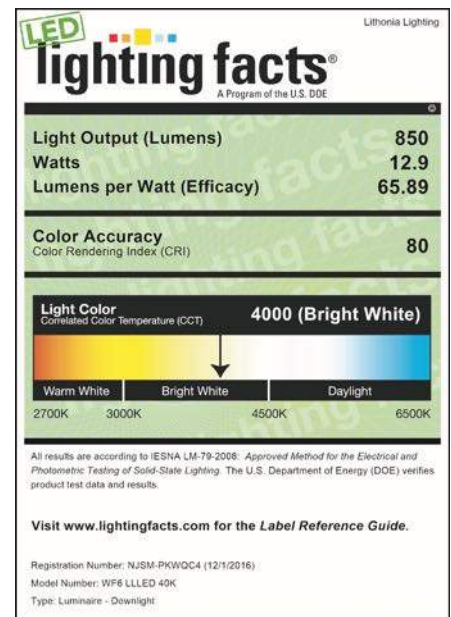 Lithonia Lighting
LED
lighting facts®
A Program of the U.S. DOE
Light Output (Lumens) 850
Watts 12.9
Lumens per Watt (Efficacy) 65.89
Color Accuracy
Color Rendering Index (CRI) 80
Light Color
Correlated Color Temperature (CCT) 4000 (Bright White)
Warm White Bright White Daylight
2700K 3000K 4500K 6500K
All results are according to IESNA LM-79-2008: Approved Method for the Electrical and
Photometric Testing of Solid-State Lighting. The U.S. Department of Energy (DOE) verifies
product test data and results.
Visit www.lightingfacts.com for the Label Reference Guide.
Registration Number: NJSM-PKWQC4 (12/1/2016)
Model Number: WF6 LLLED 40K
Type: Luminaire - Downlight